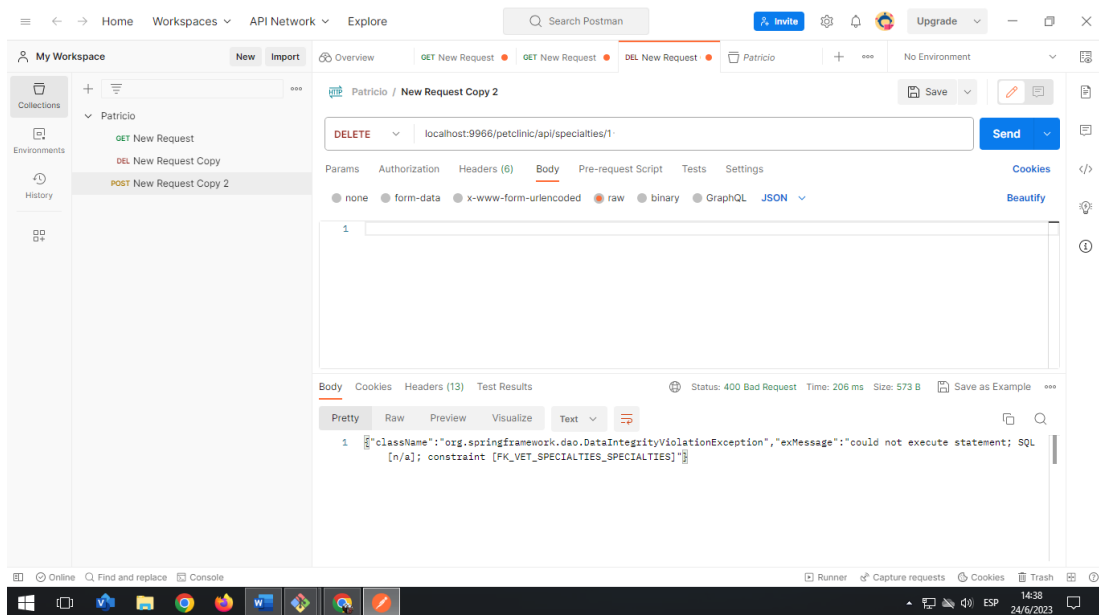 Home Workspaces API Network Explore Search Postman Invite Upgrade
My Workspace New Import Overview GET New Request GET New Request DEL New Request Patricio No Environment
Collections
Environments
History
Patricio
GET New Request
DEL New Request Copy
POST New Request Copy 2
HTTP Patricio / New Request Copy 2 Save
DELETE localhost:9966/petclinic/api/specialties/1 Send
Params Authorization Headers (6) Body Pre-request Script Tests Settings Cookies
none form-data x-www-form-urlencoded raw binary GraphQL JSON Beautify
1
Body Cookies Headers (13) Test Results Status: 400 Bad Request Time: 206 ms Size: 573 B Save as Example
Pretty Raw Preview Visualize Text
1 {"className":"org.springframework.dao.DataIntegrityViolationException","exMessage":"could not execute statement; SQL
[n/a]; constraint [FK_VET_SPECIALTIES_SPECIALTIES]"}
Online Find and replace Console Runner Capture requests Cookies Trash
ESP 14:38
24/6/2023